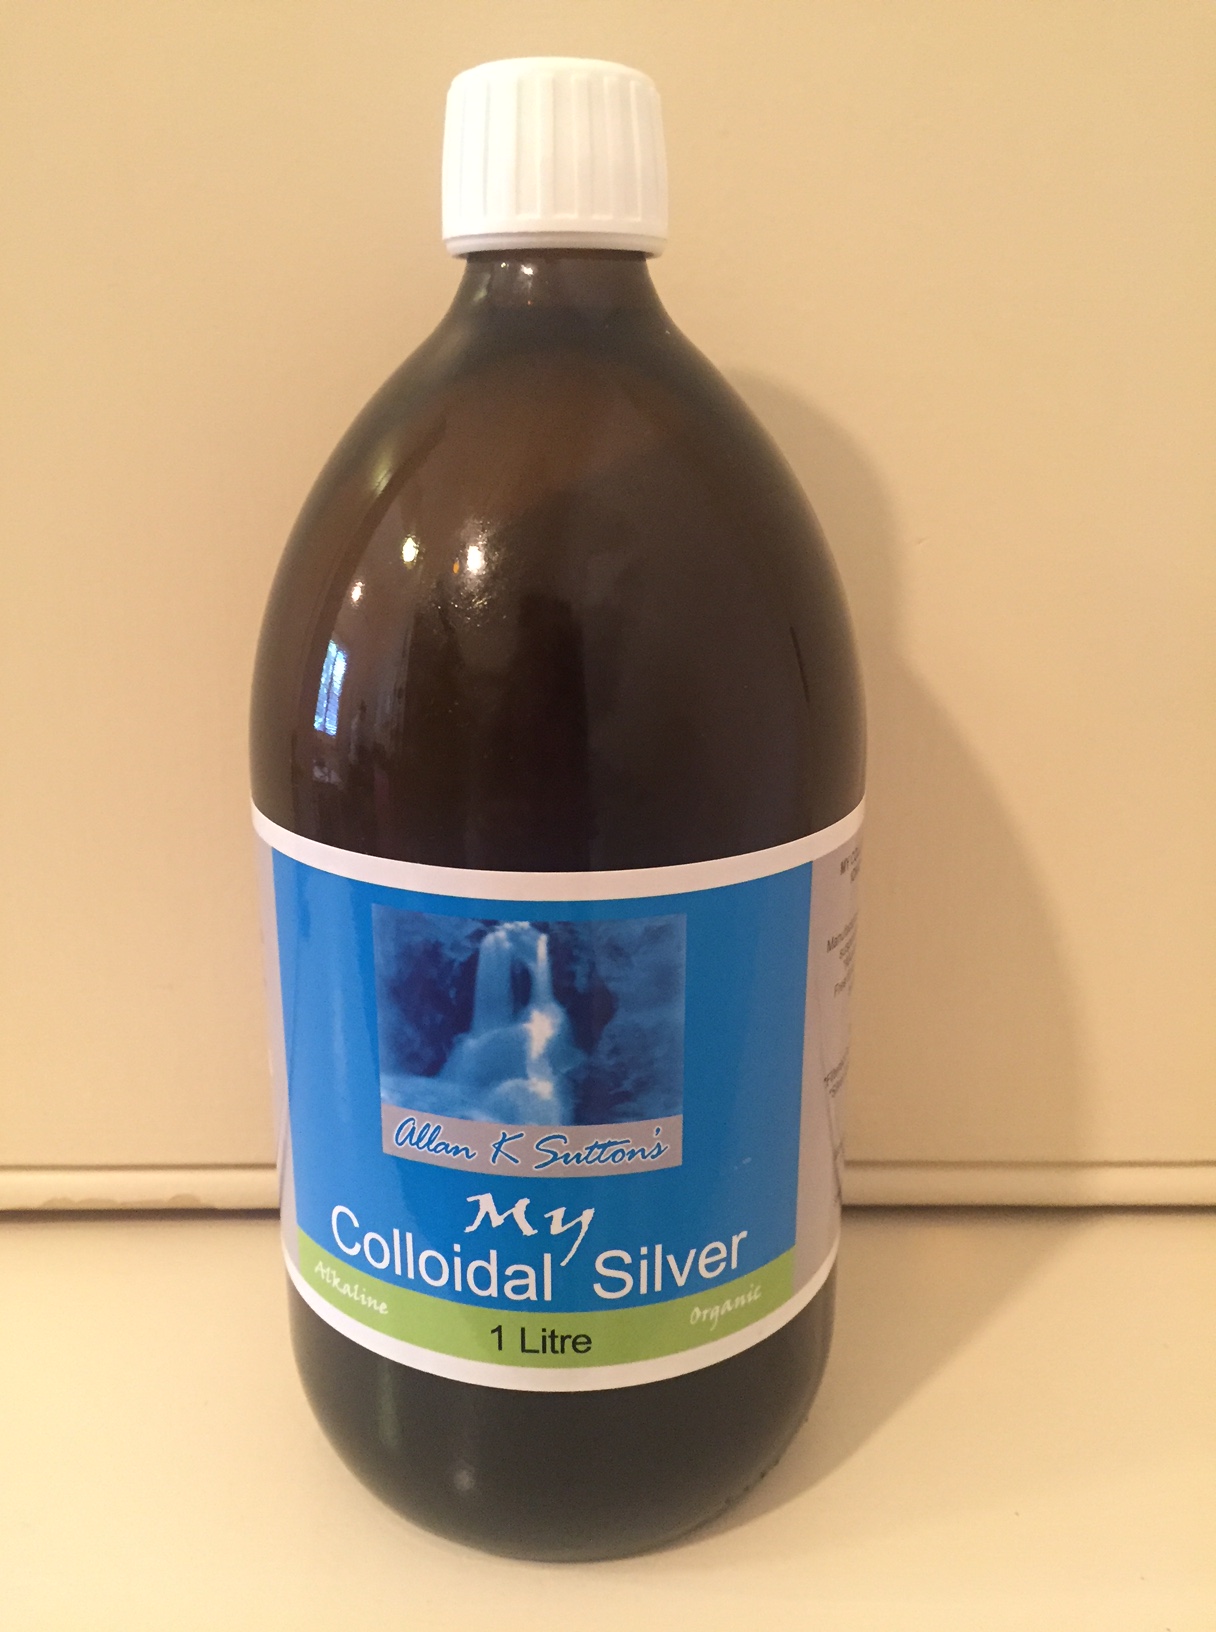 Allan K Sutton's
My
Colloidal Silver
Alkaline
Organic
1 Litre